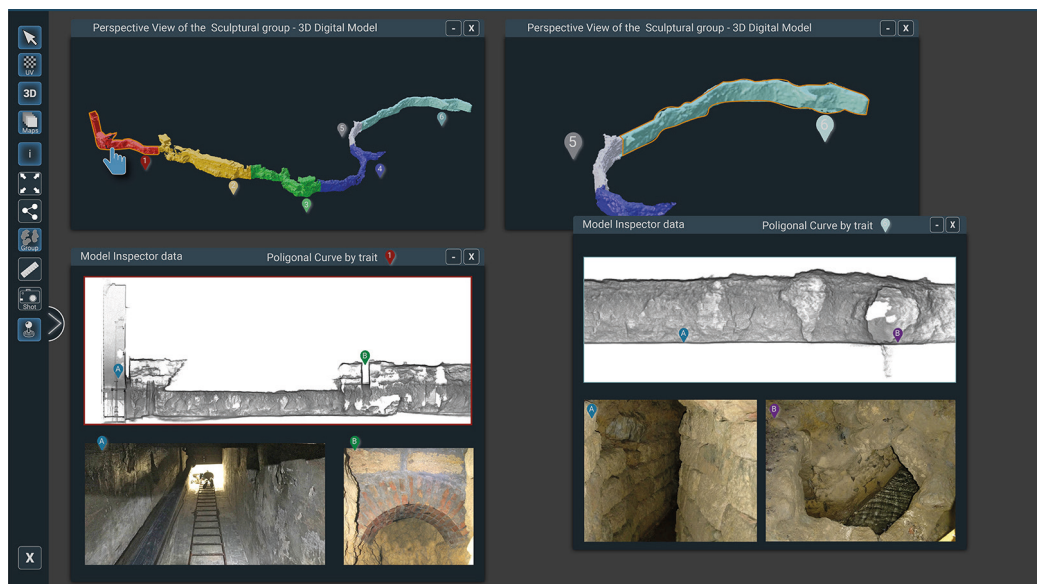 Perspective View of the Sculptural group - 3D Digital Model
- X
UV
3D
Maps
i
Group
Shot
X
1
2
3
4
5
6
Perspective View of the Sculptural group - 3D Digital Model
- X
5
6
Model Inspector data
Poligonal Curve by trait 1
- X
A
B
A
B
Model Inspector data
Poligonal Curve by trait
- X
A
B
A
B